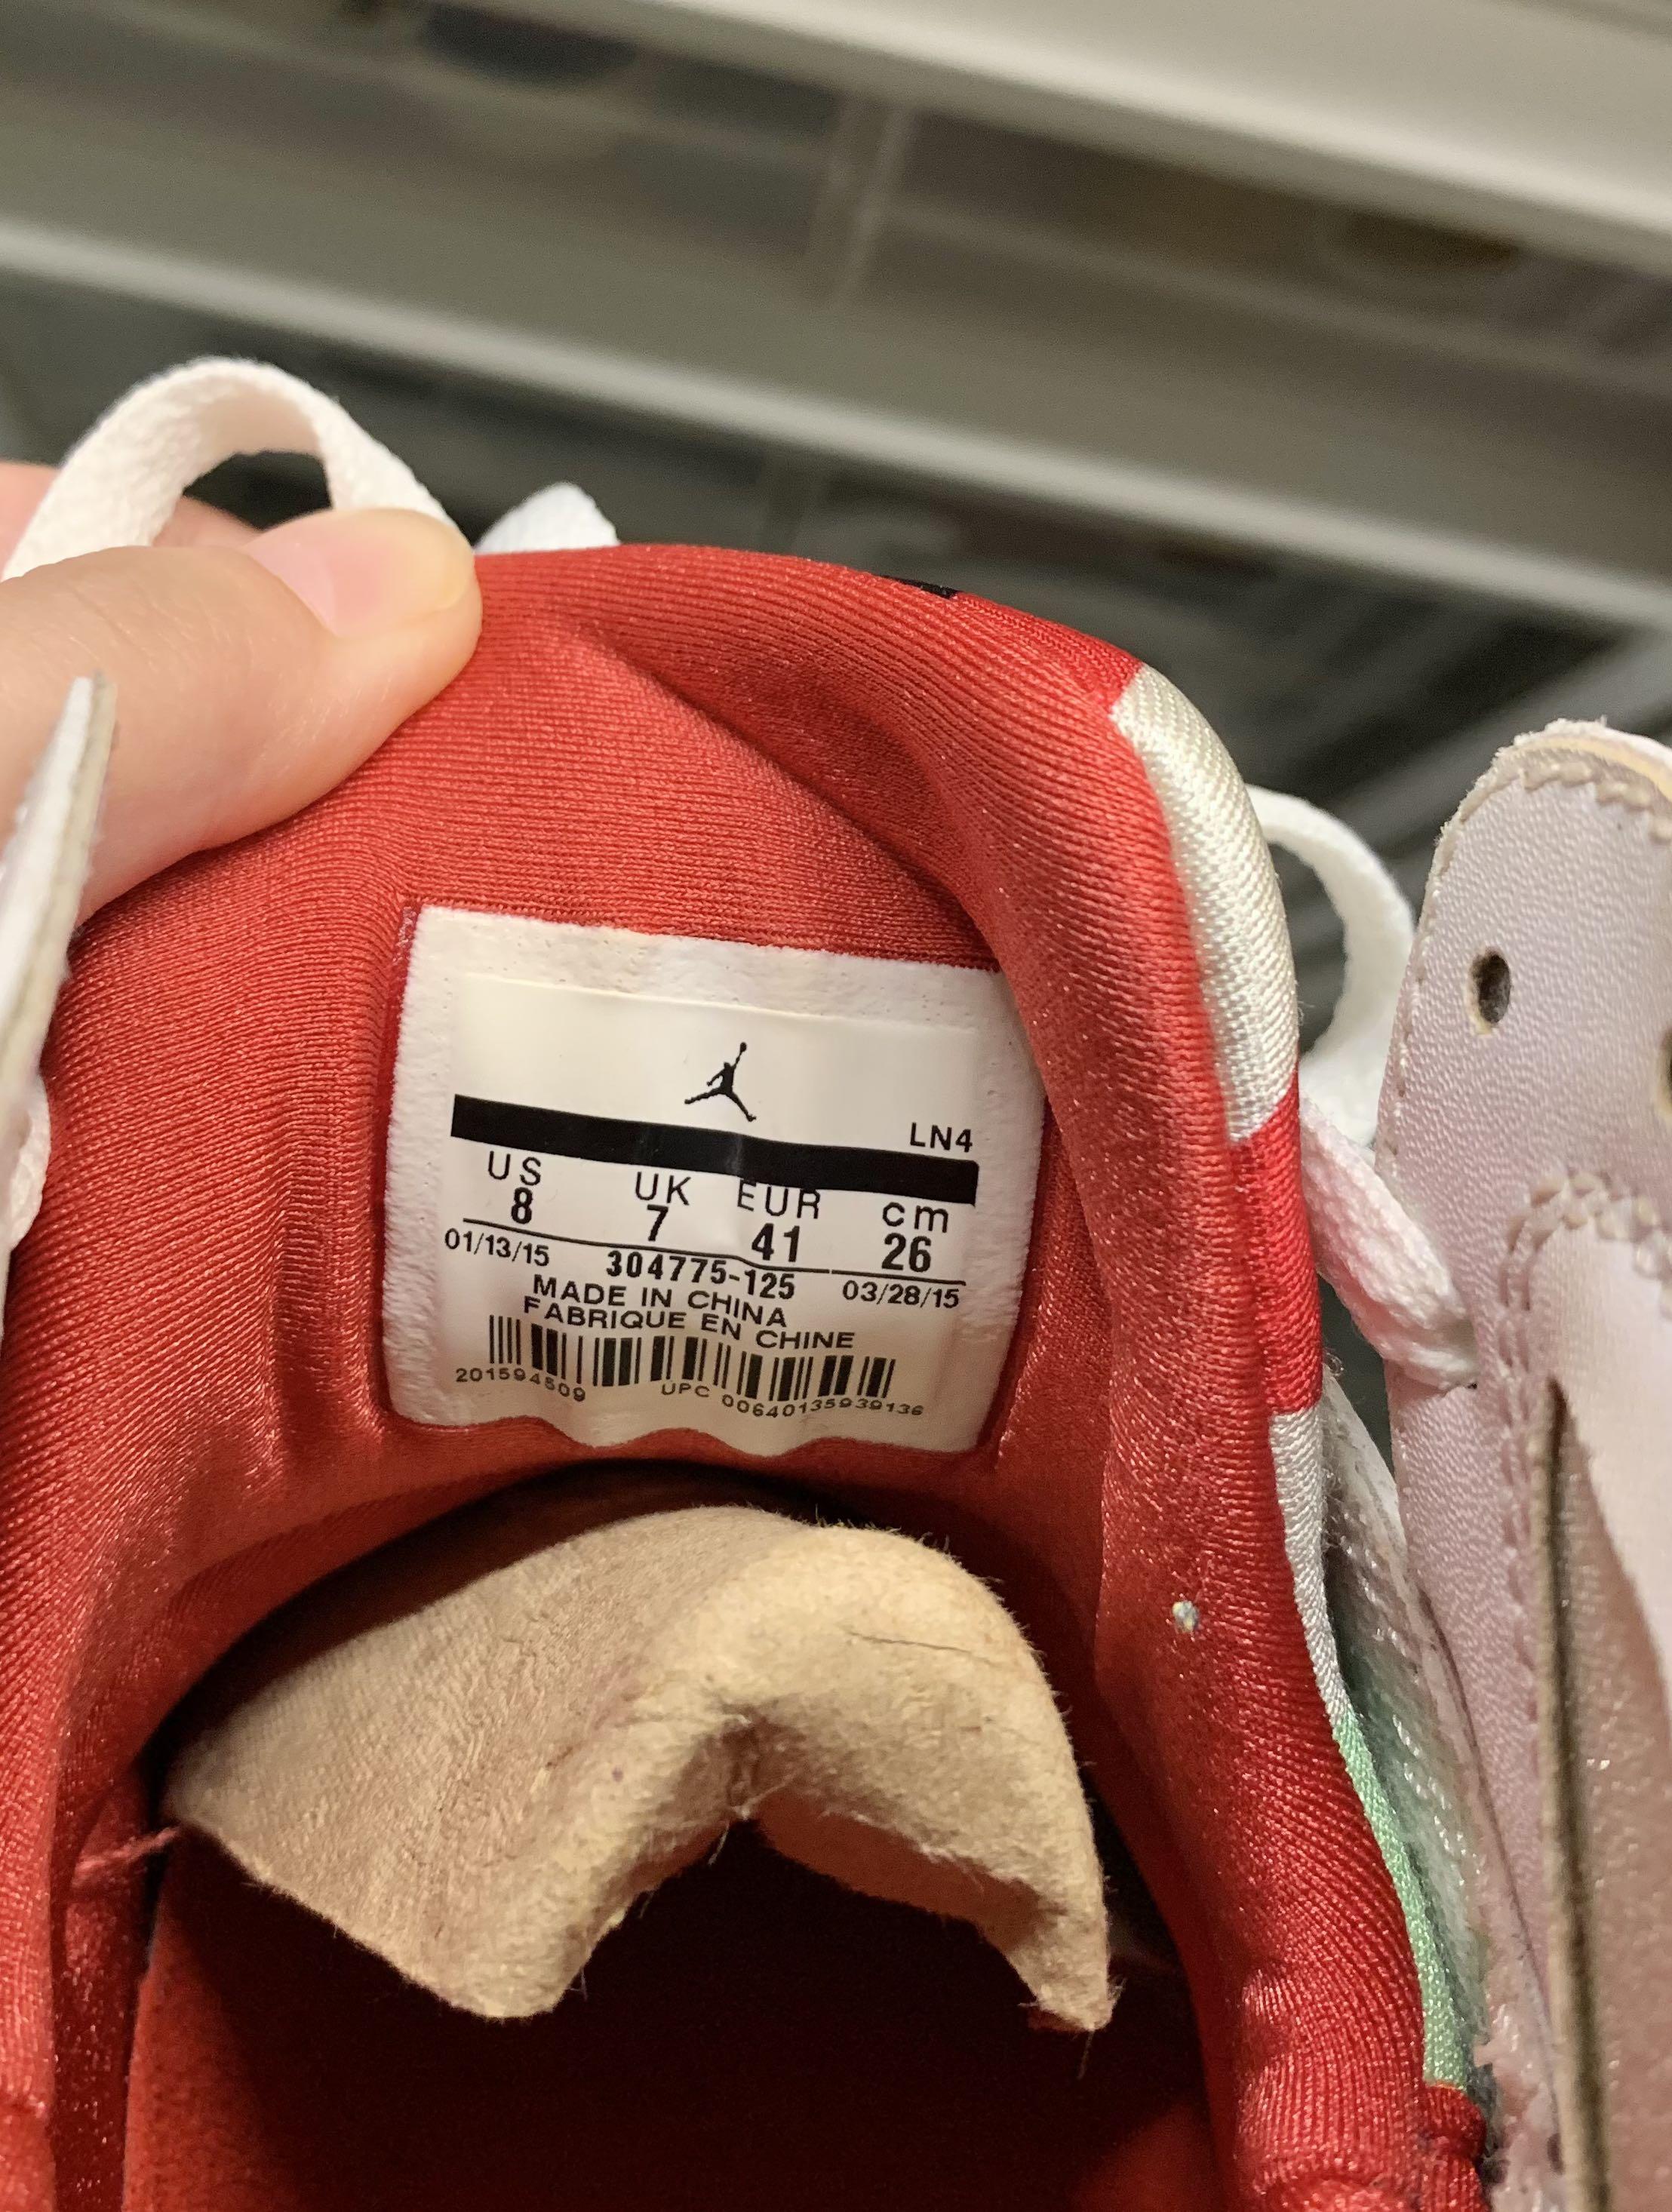 LN4
US UK EUR cm
8 7 41 26
01/13/15 304775-125 03/28/15
MADE IN CHINA
FABRIQUE EN CHINE
201594509 UPC 00640135939136